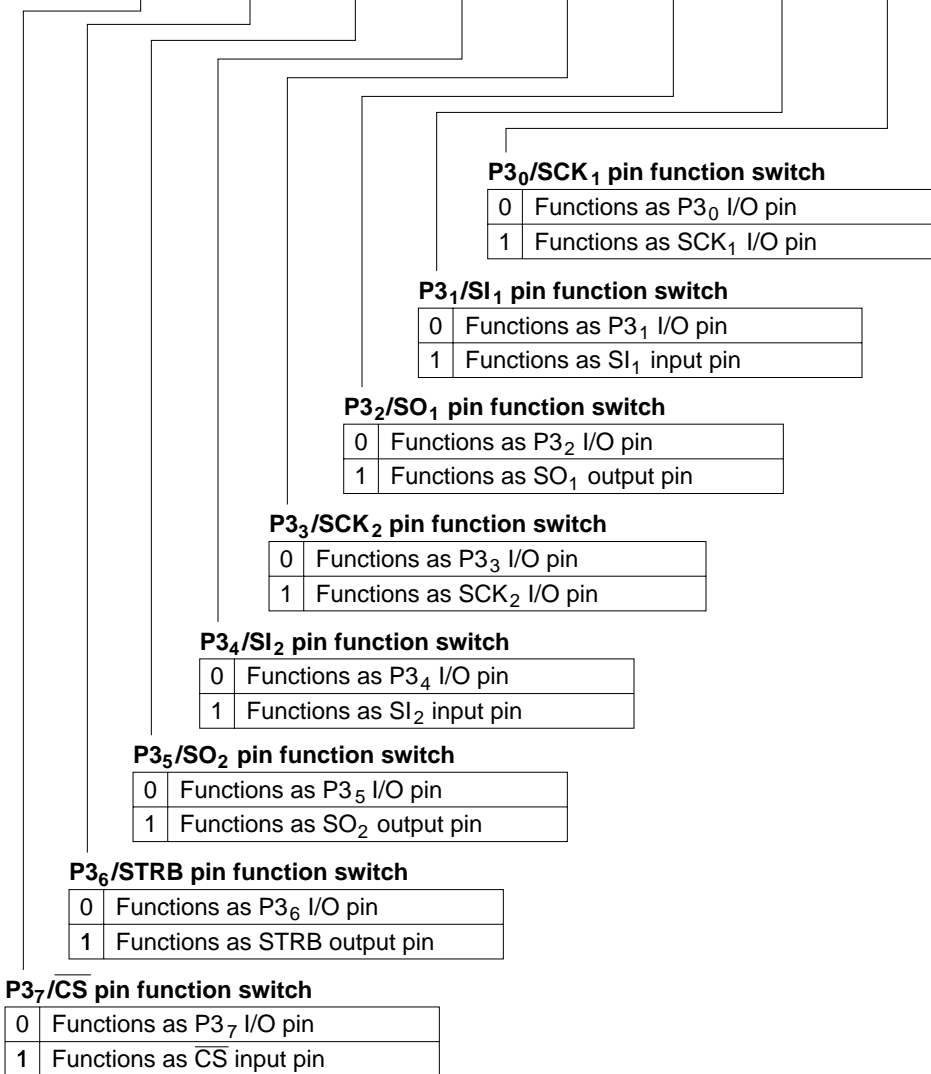 P3₀/SCK₁ pin function switch
0 Functions as P3₀ I/O pin
1 Functions as SCK₁ I/O pin
P3₁/SI₁ pin function switch
0 Functions as P3₁ I/O pin
1 Functions as SI₁ input pin
P3₂/SO₁ pin function switch
0 Functions as P3₂ I/O pin
1 Functions as SO₁ output pin
P3₃/SCK₂ pin function switch
0 Functions as P3₃ I/O pin
1 Functions as SCK₂ I/O pin
P3₄/SI₂ pin function switch
0 Functions as P3₄ I/O pin
1 Functions as SI₂ input pin
P3₅/SO₂ pin function switch
0 Functions as P3₅ I/O pin
1 Functions as SO₂ output pin
P3₆/STRB pin function switch
0 Functions as P3₆ I/O pin
1 Functions as STRB output pin
P3₇/C̅S̅ pin function switch
0 Functions as P3₇ I/O pin
1 Functions as C̅S̅ input pin